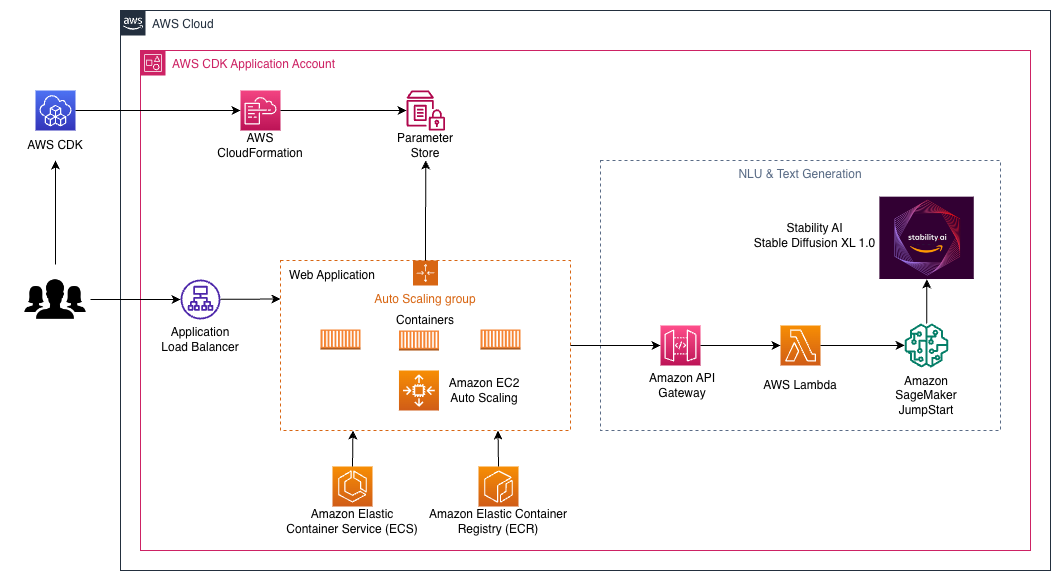 aws
AWS Cloud
AWS CDK Application Account
AWS CDK
AWS
CloudFormation
Parameter
Store
NLU & Text Generation
Stability AI
Stable Diffusion XL 1.0
stability ai
Web Application
Auto Scaling group
Containers
Application
Load Balancer
Amazon EC2
Auto Scaling
Amazon API
Gateway
AWS Lambda
Amazon
SageMaker
JumpStart
Amazon Elastic
Container Service (ECS)
Amazon Elastic Container
Registry (ECR)